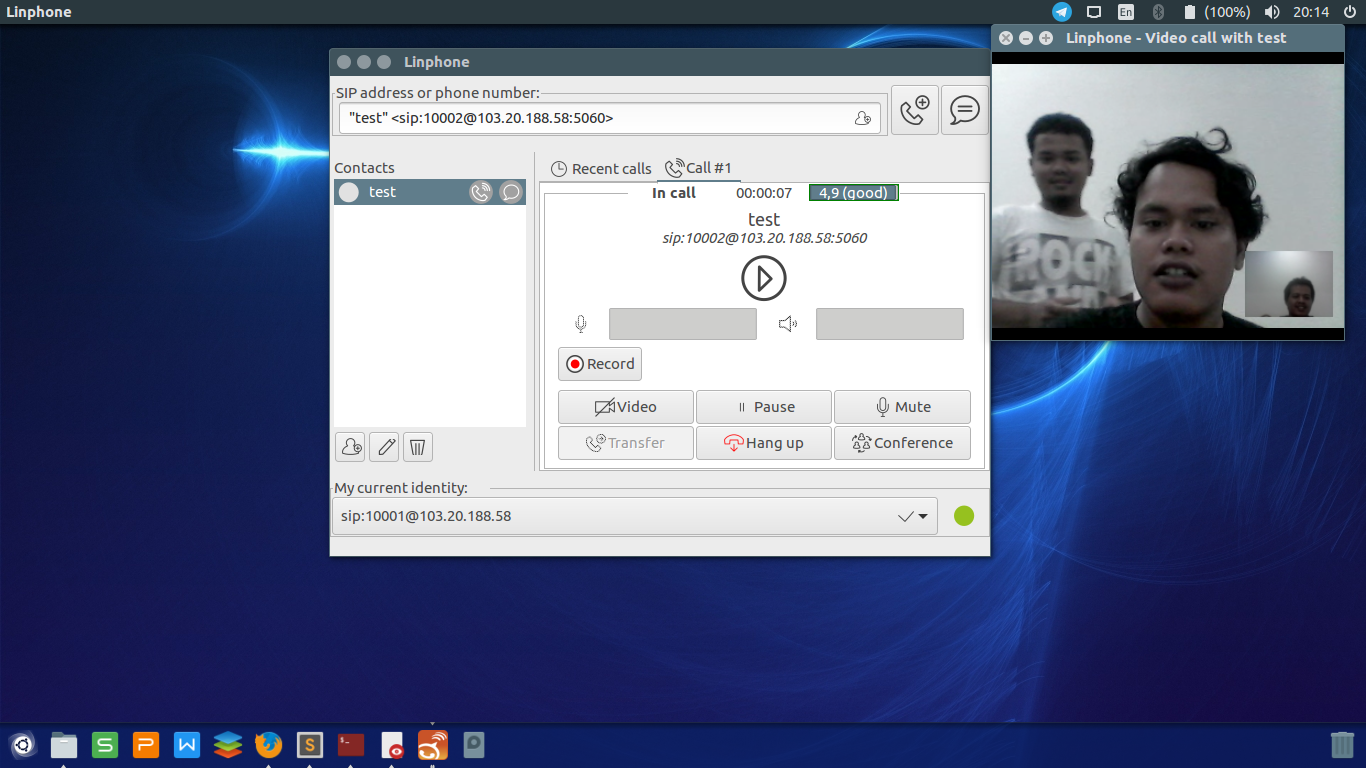 Linphone
En
(100%)
20:14
Linphone - Video call with test
Linphone
SIP address or phone number:
"test" <sip:10002@103.20.188.58:5060>
Contacts
test
Recent calls
Call #1
In call
00:00:07
4,9 (good)
test
sip:10002@103.20.188.58:5060
Record
Video
Pause
Mute
Transfer
Hang up
Conference
My current identity:
sip:10001@103.20.188.58
ROCK
S
P
W
S
$-